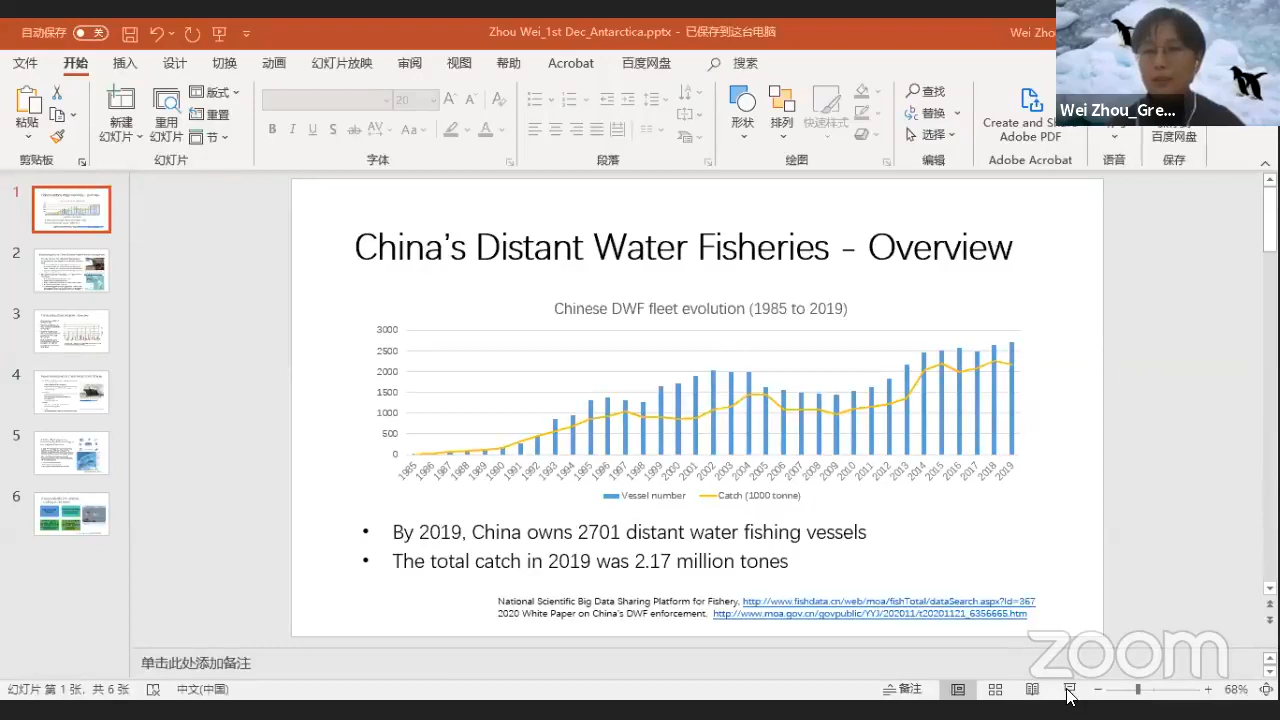 自动保存 关
Zhou Wei_1st Dec_Antarctica.pptx - 已保存到这台电脑
Wei Zho
文件 开始 插入 设计 切换 动画 幻灯片放映 审阅 视图 帮助 Acrobat 百度网盘 搜索
粘贴
新建
幻灯片
重用
幻灯片
版式
重置
节
20
B I U S ab AV Aa A
形状 排列 快速样式
查找
替换
选择
Create and Sh
Adobe PDF
百度网盘
剪贴板 幻灯片 字体 段落 绘图 编辑 Adobe Acrobat 语音 保存
Wei Zhou_Gre...
1
2
3
4
5
6
China's Distant Water Fisheries – Overview
Chinese DWF fleet evolution (1985 to 2019)
3000
2500
2000
1500
1000
500
0
1985 1986 1987 1988 1989 1990 1991 1992 1993 1994 1995 1996 1997 1998 1999 2000 2001 2002 2003 2004 2005 2006 2007 2008 2009 2010 2011 2012 2013 2014 2015 2016 2017 2018 2019
Vessel number Catch (1000 tonne)
• By 2019, China owns 2701 distant water fishing vessels
• The total catch in 2019 was 2.17 million tones
National Scientific Big Data Sharing Platform for Fishery. http://www.fishdata.cn/web/moa/fishTotal/dataSearch.aspx?id=367
2020 White Paper on China's DWF enforcement. http://www.moa.gov.cn/govpublic/YYJ/202011/t20201121_6356665.htm
单击此处添加备注
zoom
幻灯片 第 1 张，共 6 张 中文(中国) 备注 68%